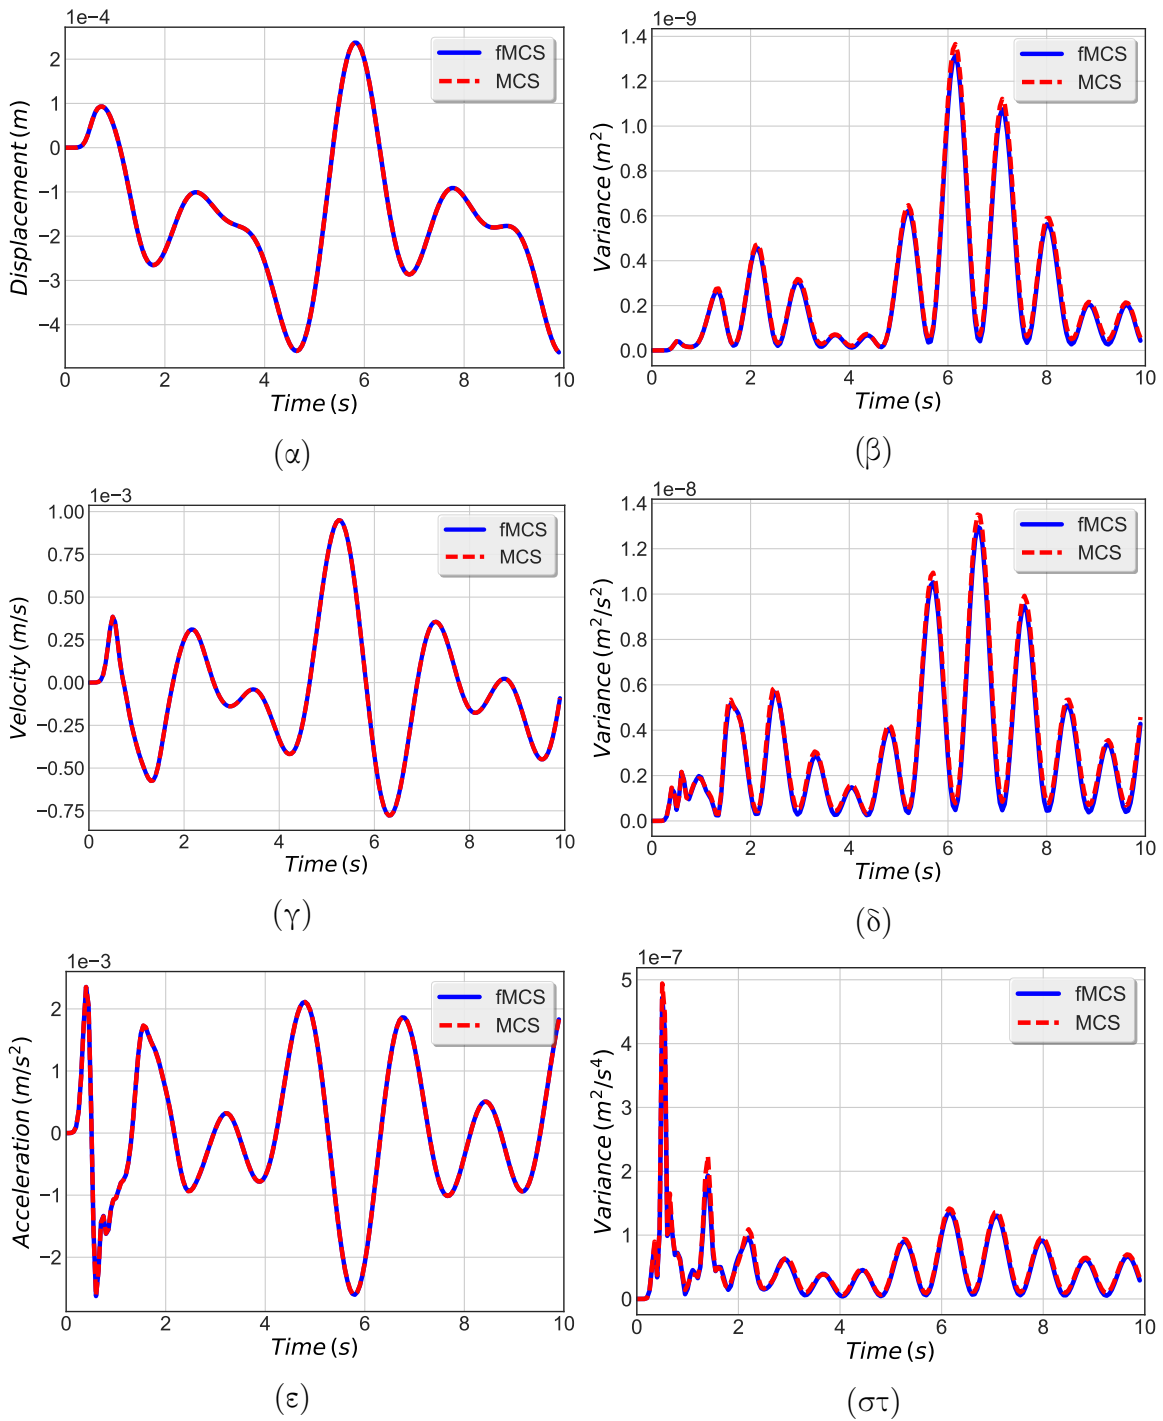 1e−4
Displacement (m)
2
1
0
−1
−2
−3
−4
0 2 4 6 8 10
Time (s)
fMCS
MCS
(α)
1e−9
Variance (m²)
1.4
1.2
1.0
0.8
0.6
0.4
0.2
0.0
0 2 4 6 8 10
Time (s)
fMCS
MCS
(β)
1e−3
Velocity (m/s)
1.00
0.75
0.50
0.25
0.00
−0.25
−0.50
−0.75
0 2 4 6 8 10
Time (s)
fMCS
MCS
(γ)
1e−8
Variance (m²/s²)
1.4
1.2
1.0
0.8
0.6
0.4
0.2
0.0
0 2 4 6 8 10
Time (s)
fMCS
MCS
(δ)
1e−3
Acceleration (m/s²)
2
1
0
−1
−2
0 2 4 6 8 10
Time (s)
fMCS
MCS
(ε)
1e−7
Variance (m²/s⁴)
5
4
3
2
1
0
0 2 4 6 8 10
Time (s)
fMCS
MCS
(στ)